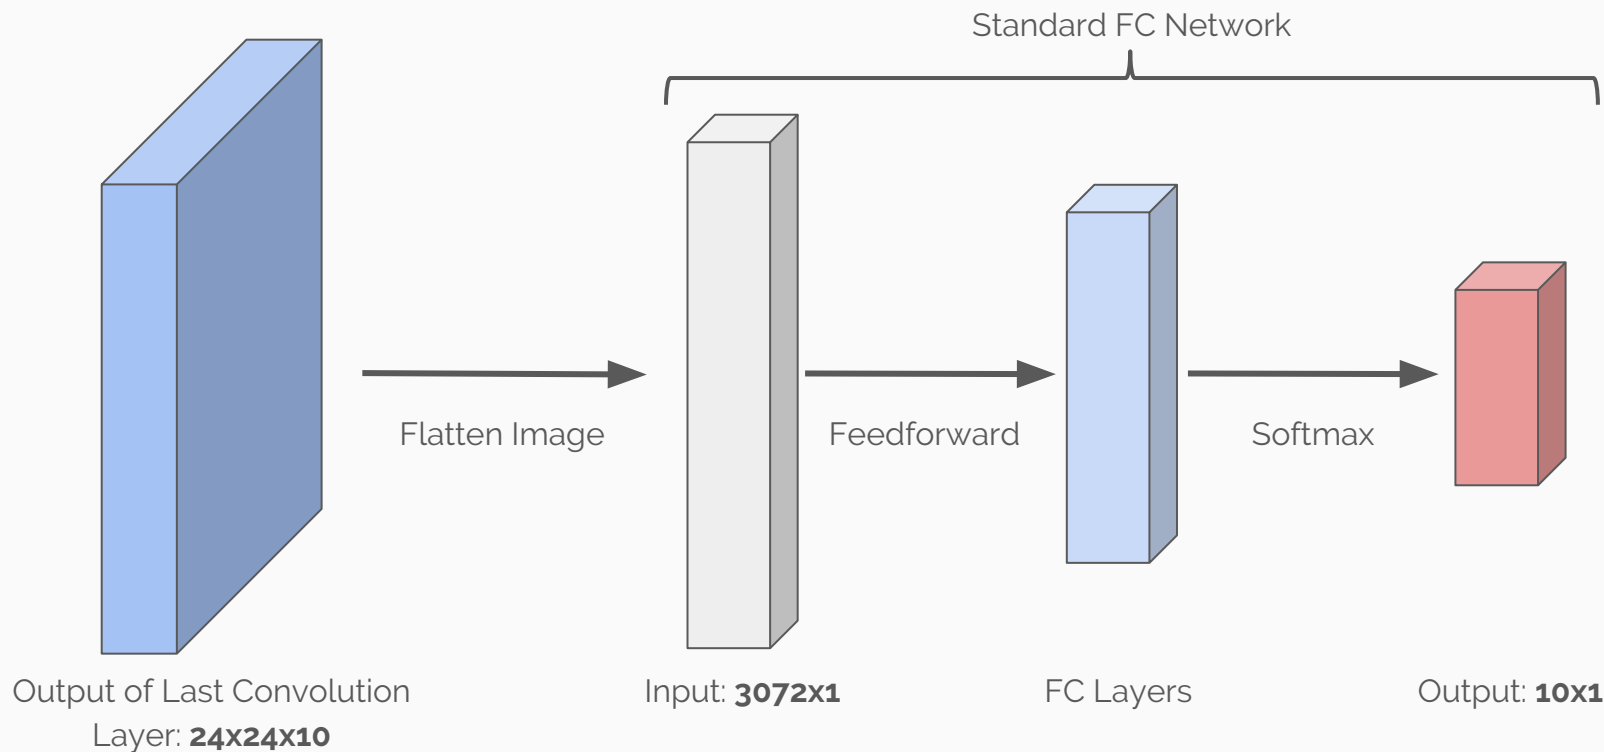 Standard FC Network
Flatten Image
Feedforward
Softmax
Output of Last Convolution
Layer: 24x24x10
Input: 3072x1
FC Layers
Output: 10x1